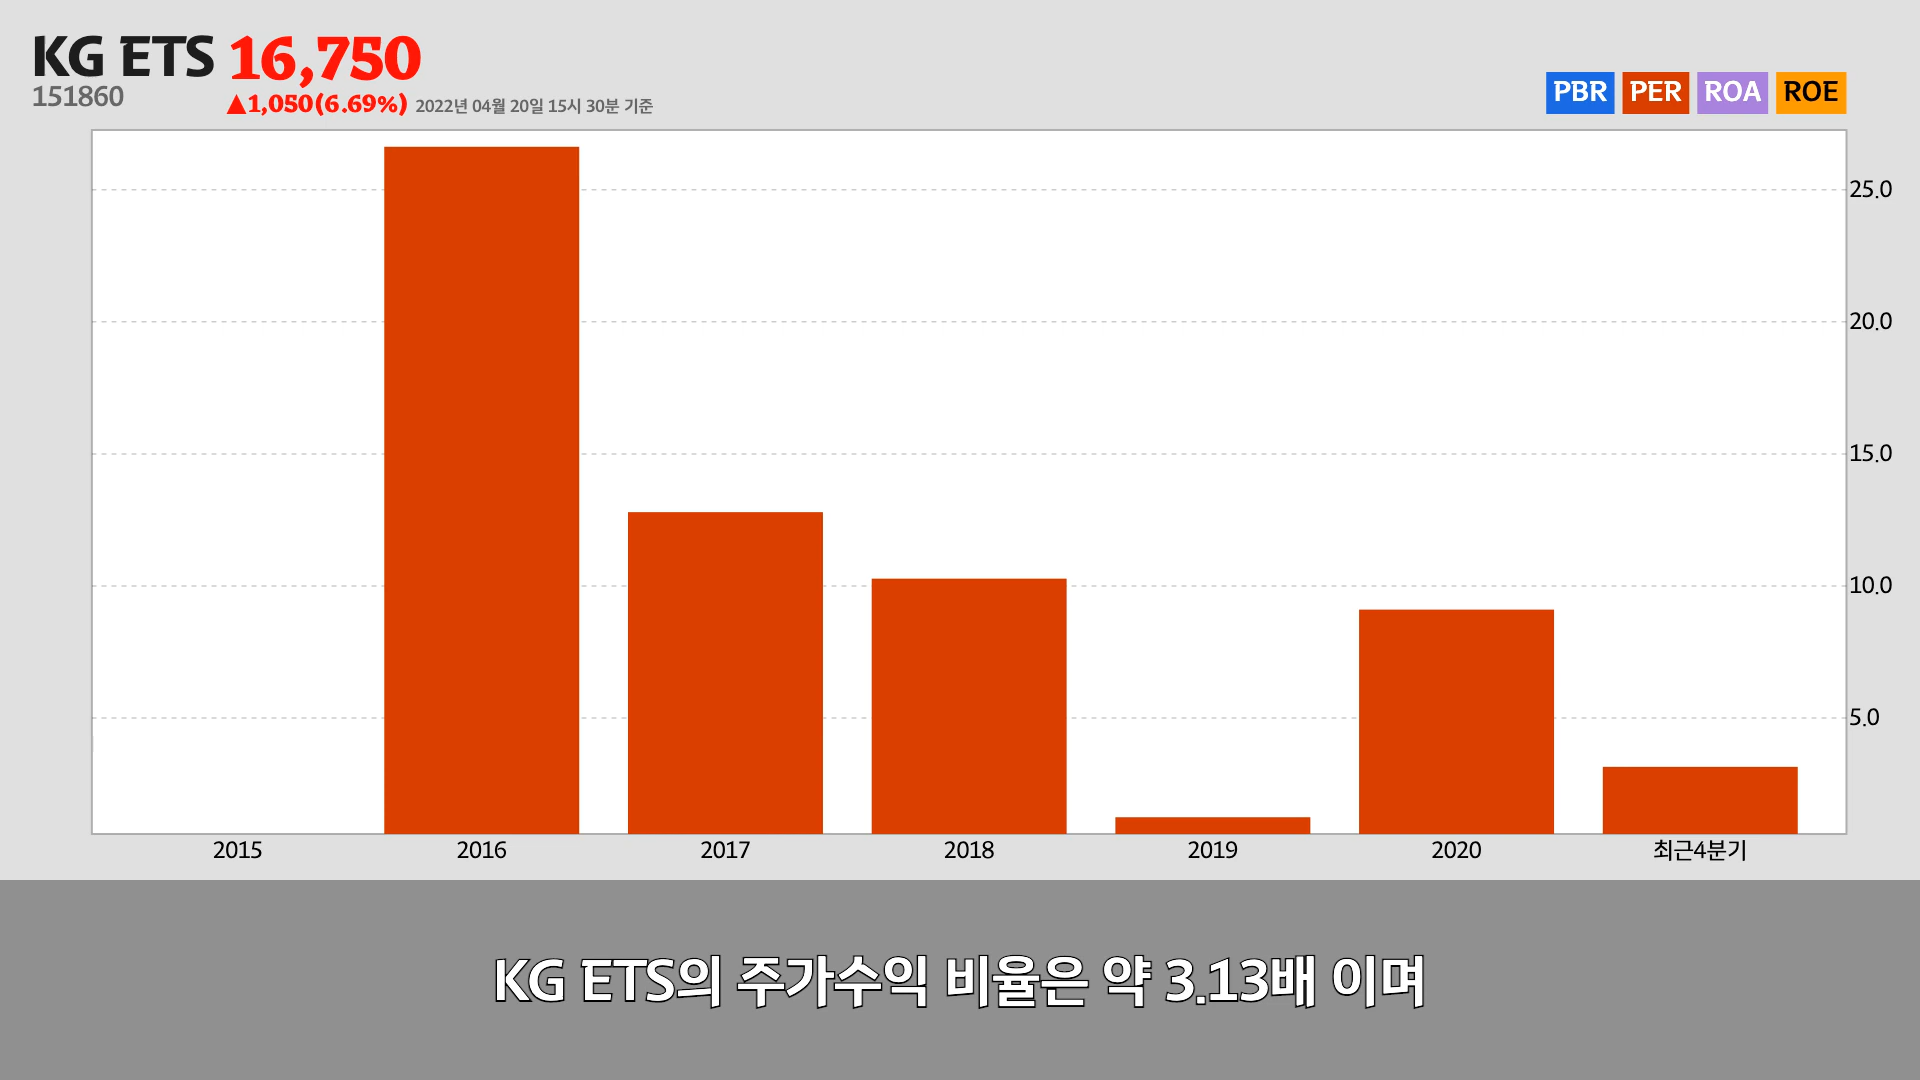 KG ETS 16,750
151860
▲1,050(6.69%) 2022년 04월 20일 15시 30분 기준
PBR PER ROA ROE
25.0
20.0
15.0
10.0
5.0
2015 2016 2017 2018 2019 2020 최근4분기
KG ETS의 주가수익 비율은 약 3.13배 이며